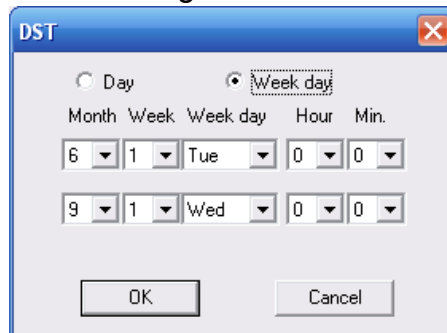 DST
Day Week day
Month Week Week day Hour Min.
6 1 Tue 0 0
9 1 Wed 0 0
OK Cancel